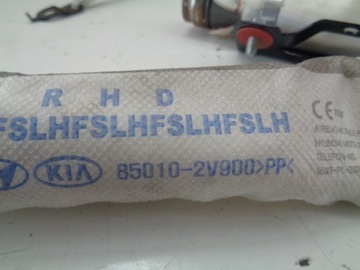 R H D
FSLHFSLHFSLHFSLH
KIA 85010-2V900>PP<
CE